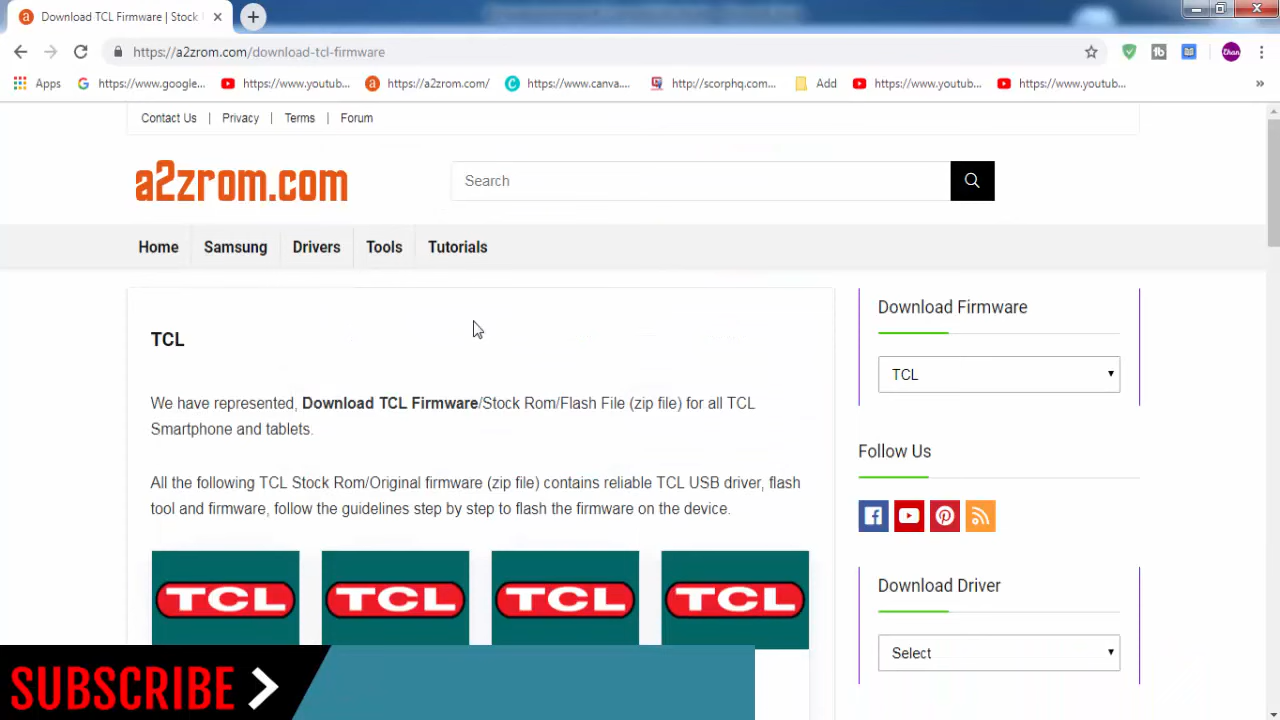 Download TCL Firmware | Stock
https://a2zrom.com/download-tcl-firmware
Ethan
Apps
https://www.google...
https://www.youtub...
https://a2zrom.com/
https://www.canva....
http://scorphq.com...
Add
https://www.youtub...
https://www.youtub...
Contact Us | Privacy | Terms | Forum
a2zrom.com
Search
Home
Samsung
Drivers
Tools
Tutorials
TCL
We have represented, Download TCL Firmware/Stock Rom/Flash File (zip file) for all TCL
Smartphone and tablets.
All the following TCL Stock Rom/Original firmware (zip file) contains reliable TCL USB driver, flash
tool and firmware, follow the guidelines step by step to flash the firmware on the device.
TCL
TCL
TCL
TCL
Download Firmware
TCL
Follow Us
Download Driver
Select
SUBSCRIBE